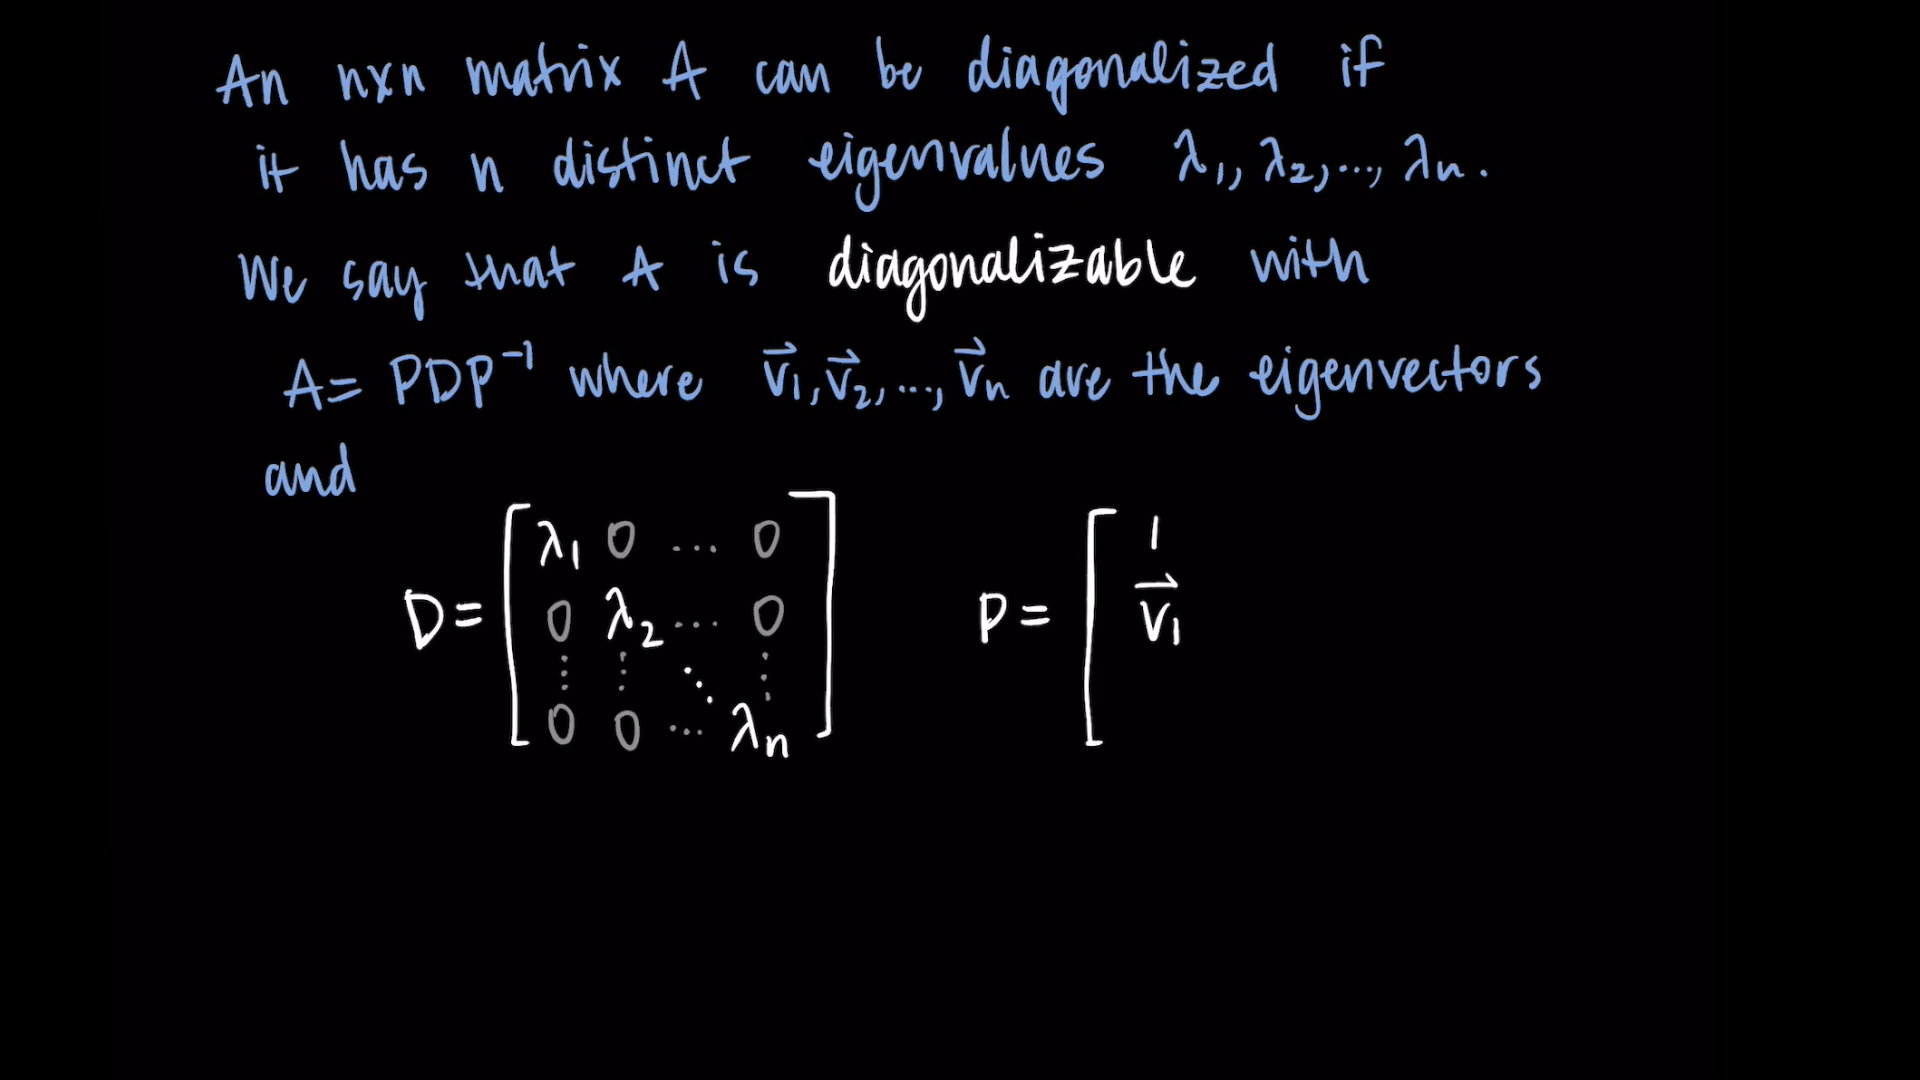 An nxn matrix A can be diagonalized if
it has n distinct eigenvalues λ₁, λ₂, ..., λn.
We say that A is diagonalizable with
A = PDP⁻¹ where v⃗₁, v⃗₂, ..., v⃗n are the eigenvectors
and
D = [ λ₁ 0 ... 0 P = [ |
0 λ₂ ... 0 v⃗₁
⋮ ⋮ ⋱ ⋮
0 0 ... λn ]